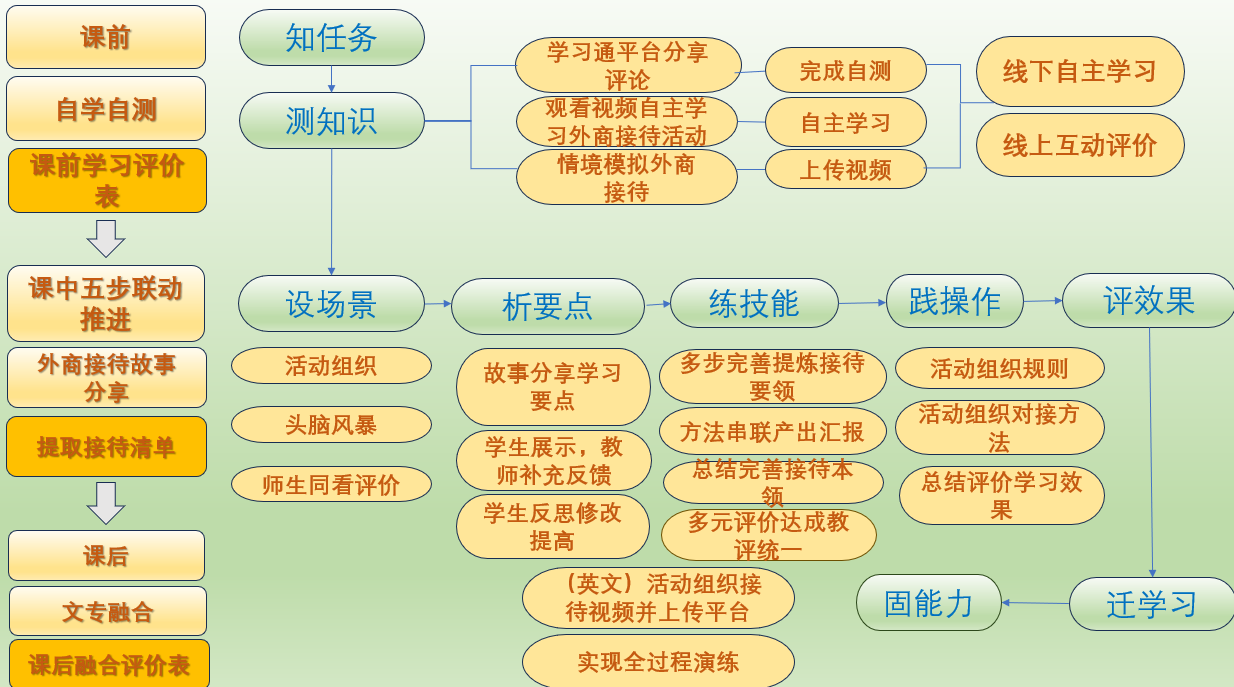 课前
自学自测
课前学习评价
表
课中五步联动
推进
外商接待故事
分享
提取接待清单
课后
文专融合
课后融合评价表
知任务
测知识
学习通平台分享
评论
观看视频自主学
习外商接待活动
情境模拟外商
接待
完成自测
自主学习
上传视频
线下自主学习
线上互动评价
设场景
析要点
练技能
践操作
评效果
活动组织
头脑风暴
师生同看评价
故事分享学习
要点
学生展示，教
师补充反馈
学生反思修改
提高
多步完善提炼接待
要领
方法串联产出汇报
总结完善接待本
领
多元评价达成教
评统一
活动组织规则
活动组织对接方
法
总结评价学习效
果
（英文）活动组织接
待视频并上传平台
实现全过程演练
固能力
迁学习